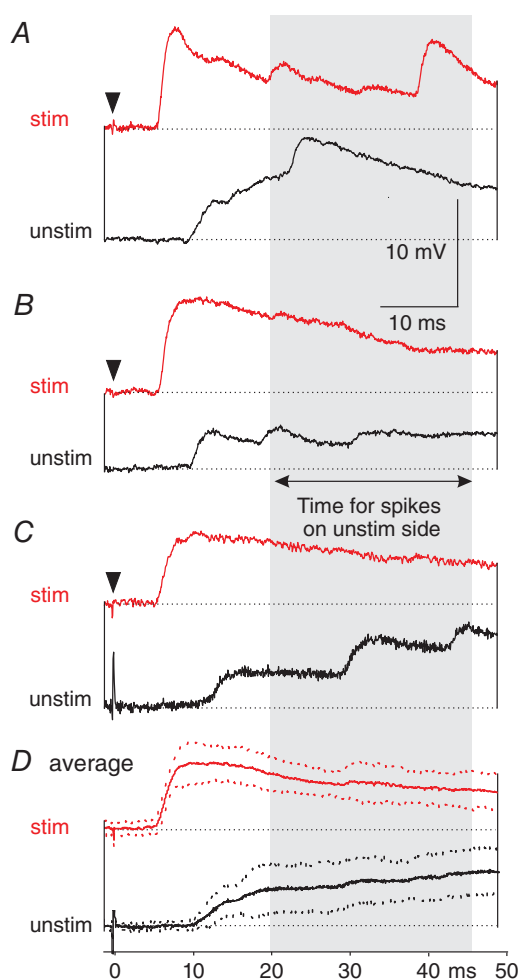 A
stim
unstim
10 mV
10 ms
B
stim
unstim
Time for spikes
on unstim side
C
stim
unstim
D average
stim
unstim
0 10 20 30 40 ms 50